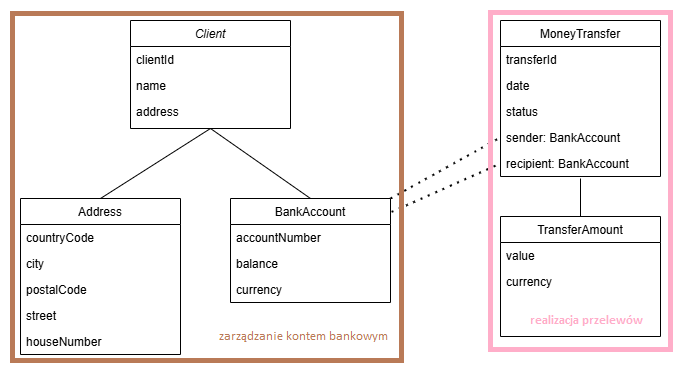 Client
clientId
name
address
Address
countryCode
city
postalCode
street
houseNumber
BankAccount
accountNumber
balance
currency
zarządzanie kontem bankowym
MoneyTransfer
transferId
date
status
sender: BankAccount
recipient: BankAccount
TransferAmount
value
currency
realizacja przelewów